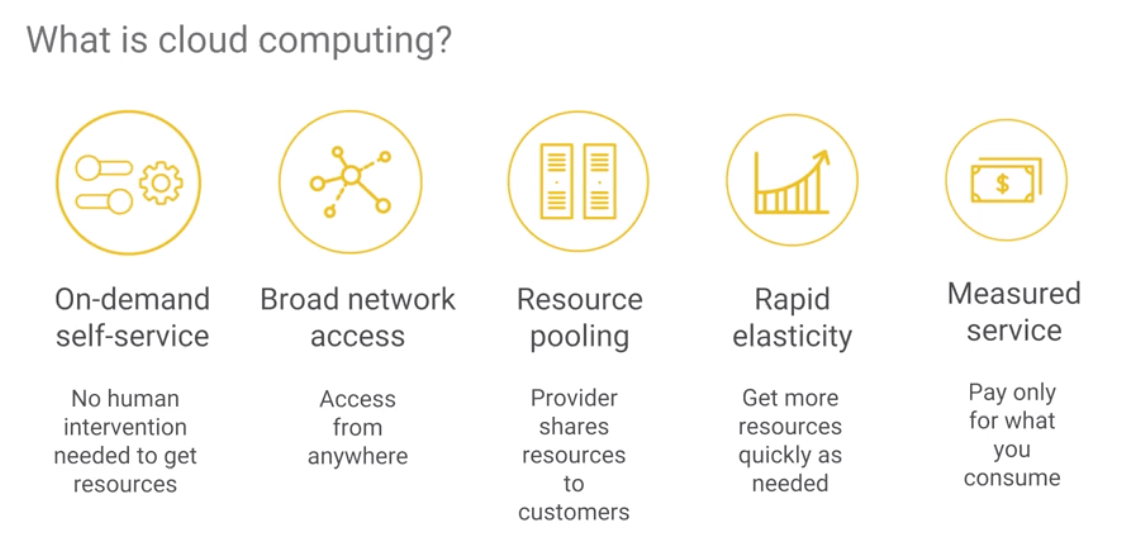 What is cloud computing?
$
On-demand
self-service
No human
intervention
needed to get
resources
Broad network
access
Access
from
anywhere
Resource
pooling
Provider
shares
resources
to
customers
Rapid
elasticity
Get more
resources
quickly as
needed
Measured
service
Pay only
for what
you
consume